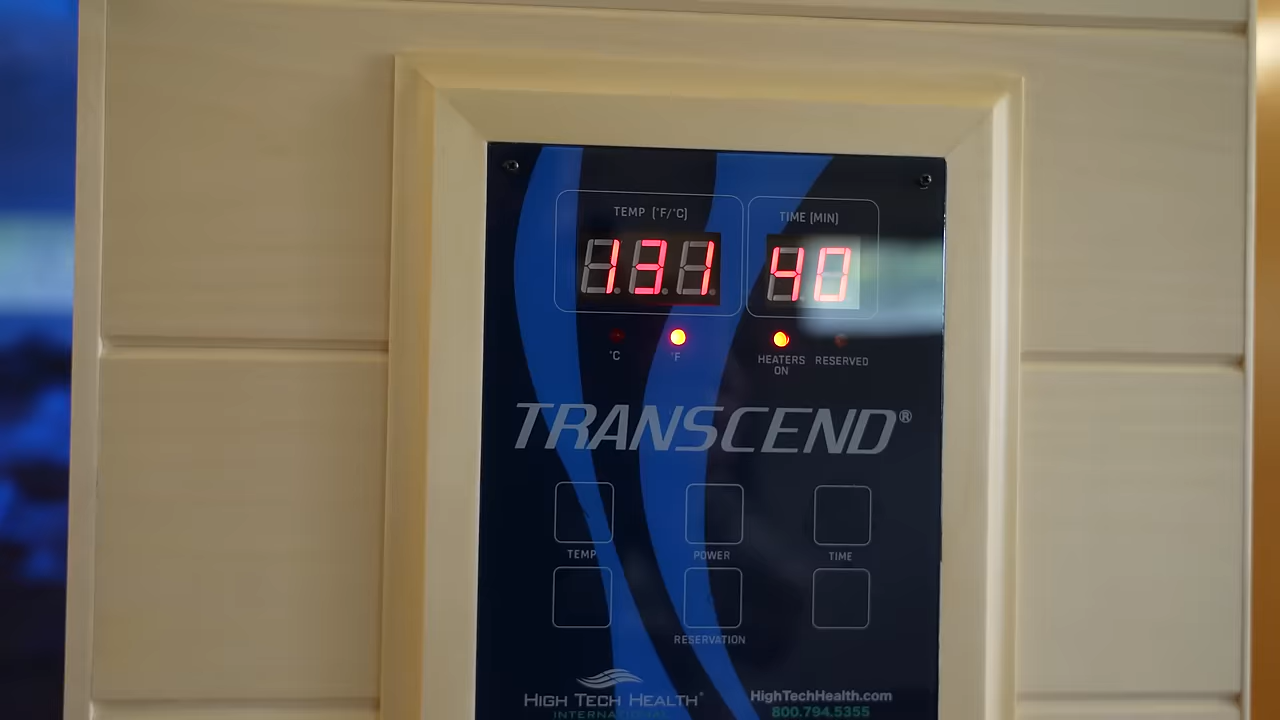 TEMP (°F/°C) TIME (MIN)
131 40
°C °F HEATERS ON RESERVED
TRANSCEND®
TEMP POWER TIME
RESERVATION
HIGH TECH HEALTH® HighTechHealth.com
INTERNATIONAL 800.794.5355